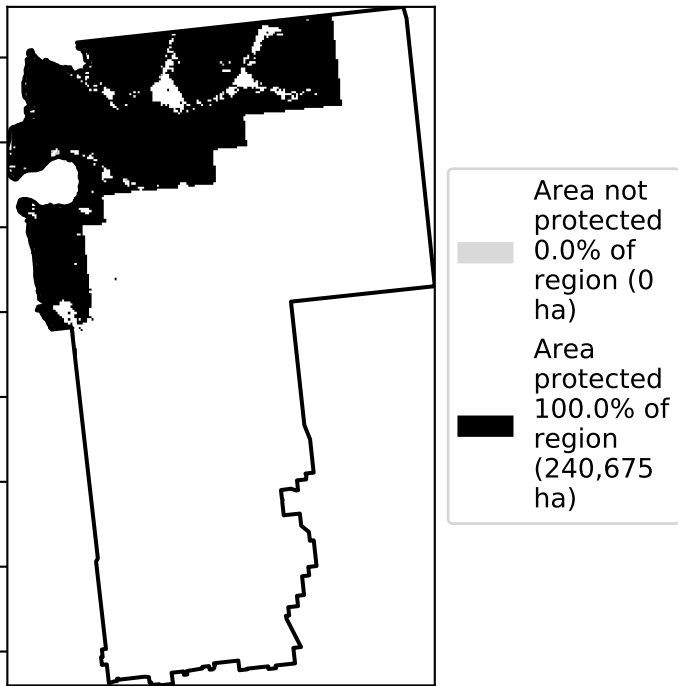 Area not
protected
0.0% of
region (0
ha)
Area
protected
100.0% of
region
(240,675
ha)